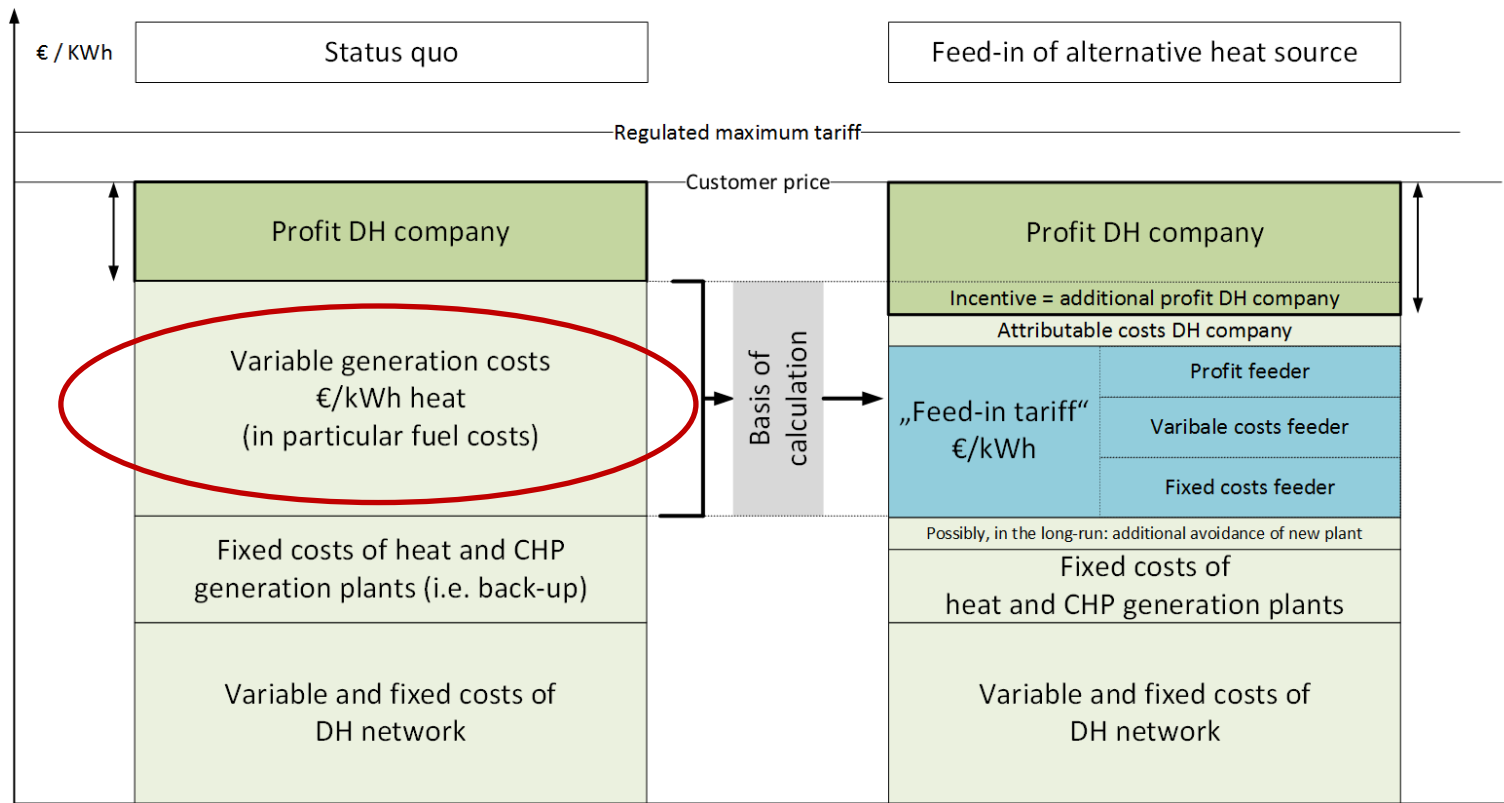 € / KWh
Status quo
Feed-in of alternative heat source
Regulated maximum tariff
Customer price
Profit DH company
Variable generation costs
€/kWh heat
(in particular fuel costs)
Fixed costs of heat and CHP
generation plants (i.e. back-up)
Variable and fixed costs of
DH network
Basis of
calculation
Profit DH company
Incentive = additional profit DH company
Attributable costs DH company
„Feed-in tariff“
€/kWh
Profit feeder
Varibale costs feeder
Fixed costs feeder
Possibly, in the long-run: additional avoidance of new plant
Fixed costs of
heat and CHP generation plants
Variable and fixed costs of
DH network